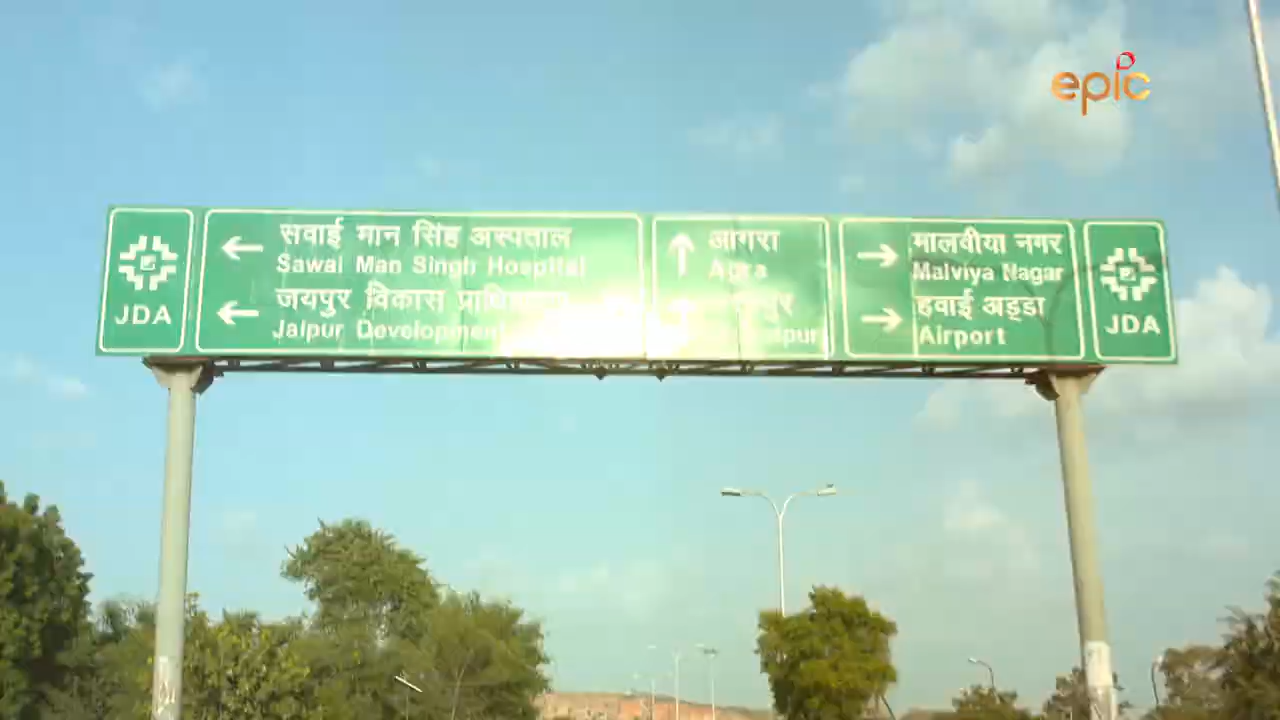 epic
JDA
सवाई मान सिंह अस्पताल
Sawai Man Singh Hospital
जयपुर विकास
Jaipur Development
आगरा
Agra
मालवीया नगर
Malviya Nagar
हवाई अड्डा
Airport
JDA